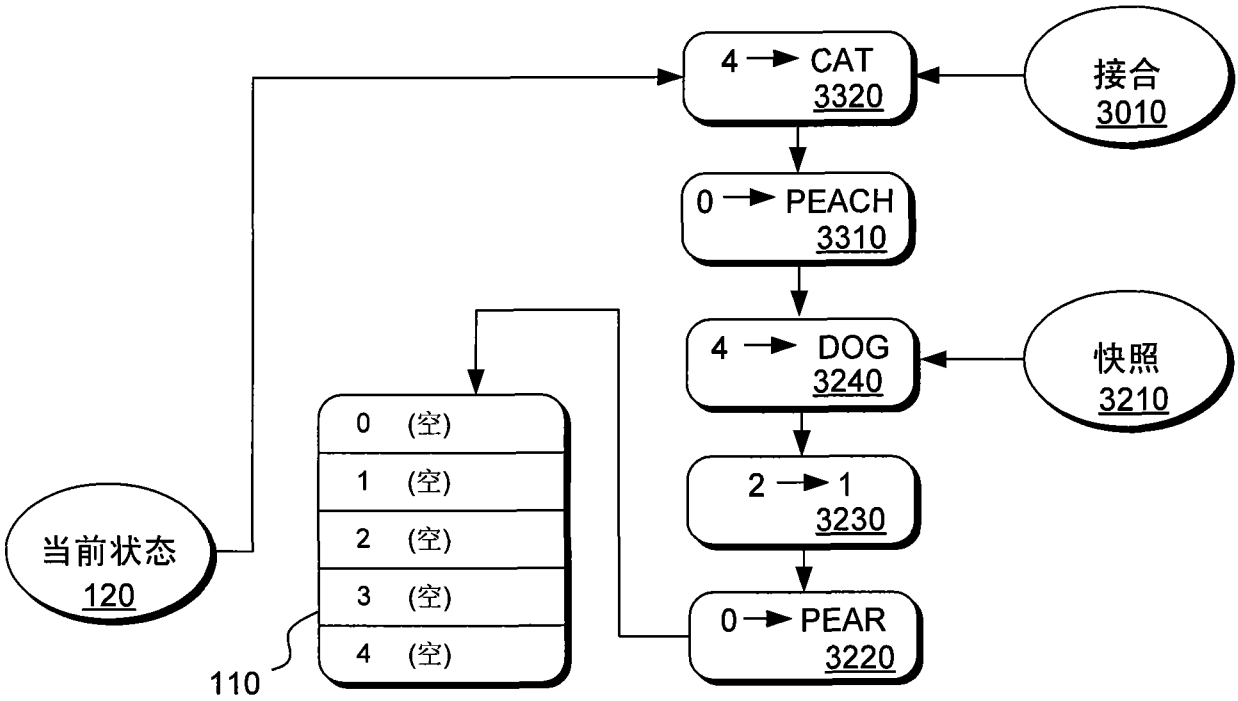 4 → CAT
3320
接合
3010
0 → PEACH
3310
4 → DOG
3240
快照
3210
0 (空)
1 (空)
2 (空)
3 (空)
4 (空)
110
当前状态
120
2 → 1
3230
0 → PEAR
3220